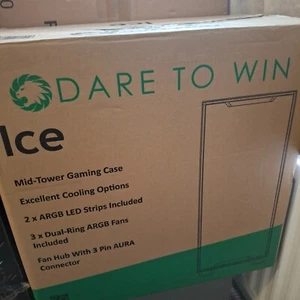 DARE TO WIN
Ice
Mid-Tower Gaming Case
Excellent Cooling Options
2 x ARGB LED Strips Included
3 x Dual-Ring ARGB Fans
Included
Fan Hub With 3 Pin AURA
Connector